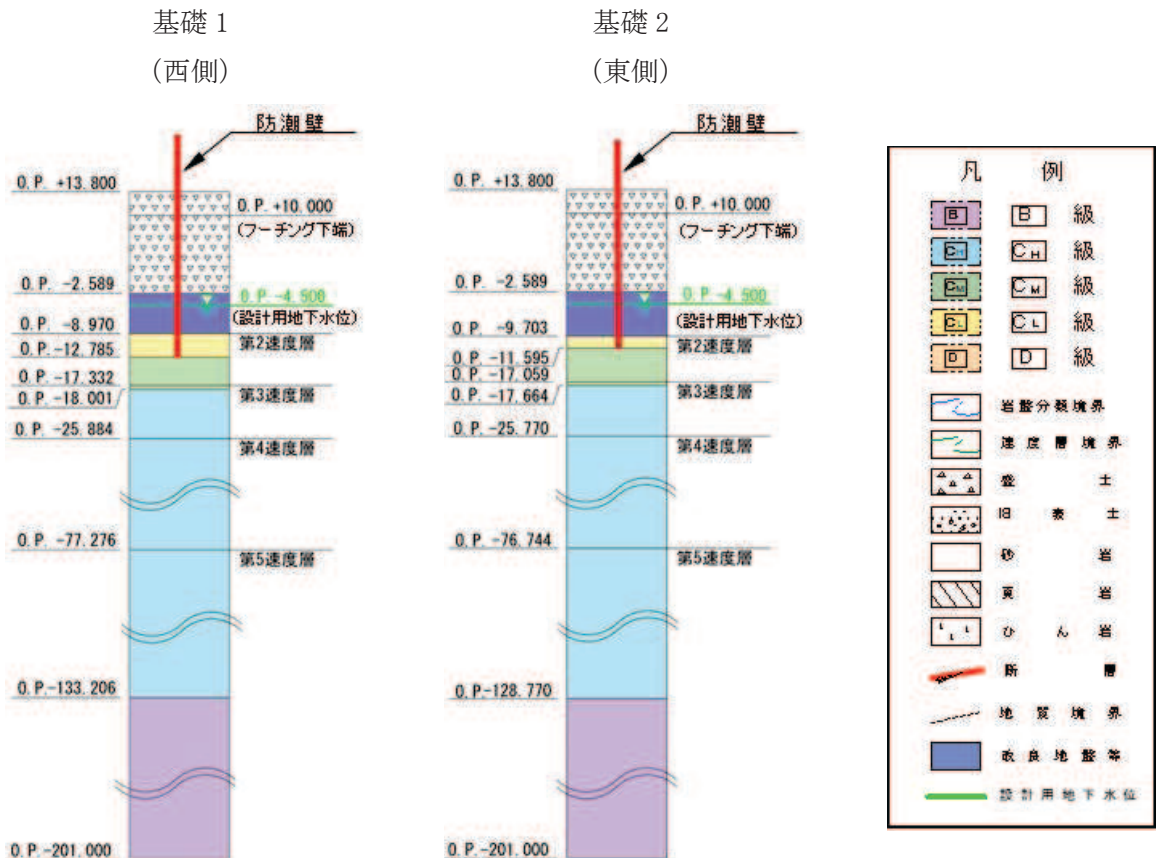 基礎 1
(西側)
防潮壁
O.P. +13.800
O.P. +10.000
(フーチング下端)
O.P. -2.589
O.P. -4.500
(設計用地下水位)
O.P. -8.970
第2速度層
O.P. -12.785
O.P. -17.332
第3速度層
O.P. -18.001
O.P. -25.884
第4速度層
O.P. -77.276
第5速度層
O.P.-133.206
O.P.-201.000
基礎 2
(東側)
防潮壁
O.P. +13.800
O.P. +10.000
(フーチング下端)
O.P. -2.589
O.P. -4.500
(設計用地下水位)
O.P. -9.703
第2速度層
O.P. -11.595
O.P. -17.059
第3速度層
O.P. -17.664
O.P. -25.770
第4速度層
O.P. -76.744
第5速度層
O.P.-128.770
O.P.-201.000
凡 例
B B 級
CH CH 級
CM CM 級
CL CL 級
D D 級
岩盤分類境界
速度層境界
盛土
旧表土
砂岩
頁岩
ひん岩
断層
地質境界
改良地盤等
設計用地下水位